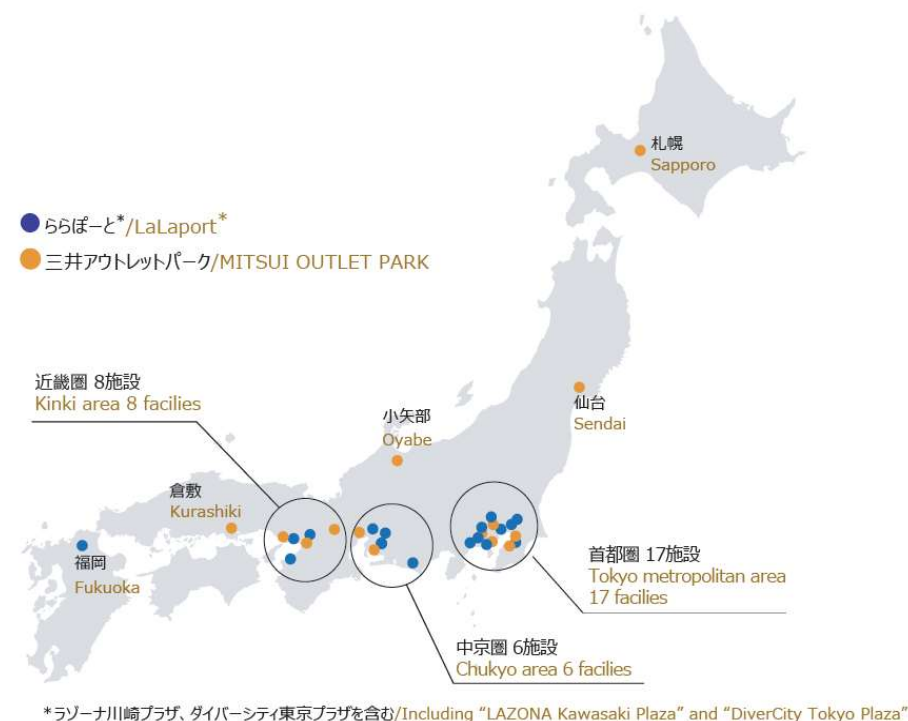 札幌
Sapporo
ららぽーと*/LaLaport*
三井アウトレットパーク/MITSUI OUTLET PARK
近畿圏 8施設
Kinki area 8 facilies
小矢部
Oyabe
仙台
Sendai
倉敷
Kurashiki
福岡
Fukuoka
首都圏 17施設
Tokyo metropolitan area
17 facilies
中京圏 6施設
Chukyo area 6 facilies
*ラゾーナ川崎プラザ、ダイバーシティ東京プラザを含む/Including “LAZONA Kawasaki Plaza” and “DiverCity Tokyo Plaza”